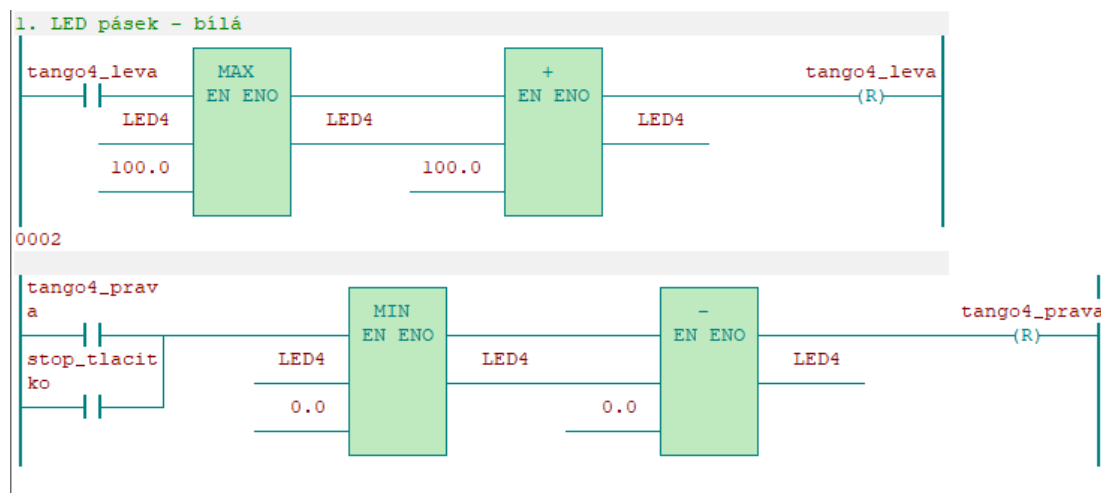 1. LED pásek - bílá
tango4_leva MAX + tango4_leva
EN ENO EN ENO (R)
LED4 LED4 LED4
100.0 100.0
0002
tango4_prav
a MIN - tango4_prava
EN ENO EN ENO (R)
stop_tlacit LED4 LED4 LED4
ko
0.0 0.0